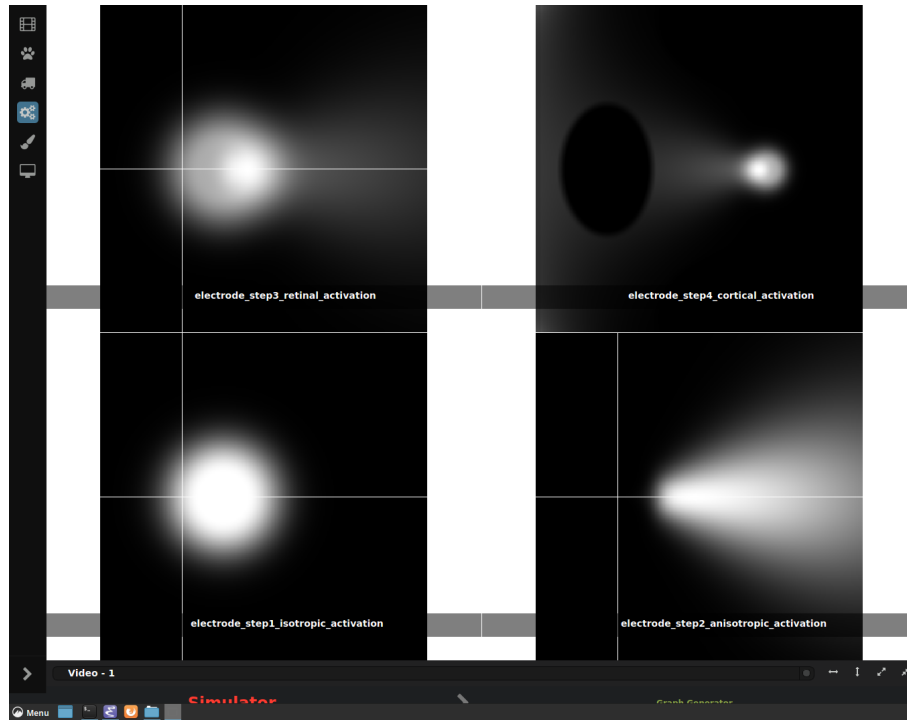 electrode_step3_retinal_activation
electrode_step4_cortical_activation
electrode_step1_isotropic_activation
electrode_step2_anisotropic_activation
Video - 1
Simulator
Graph Generator
Menu